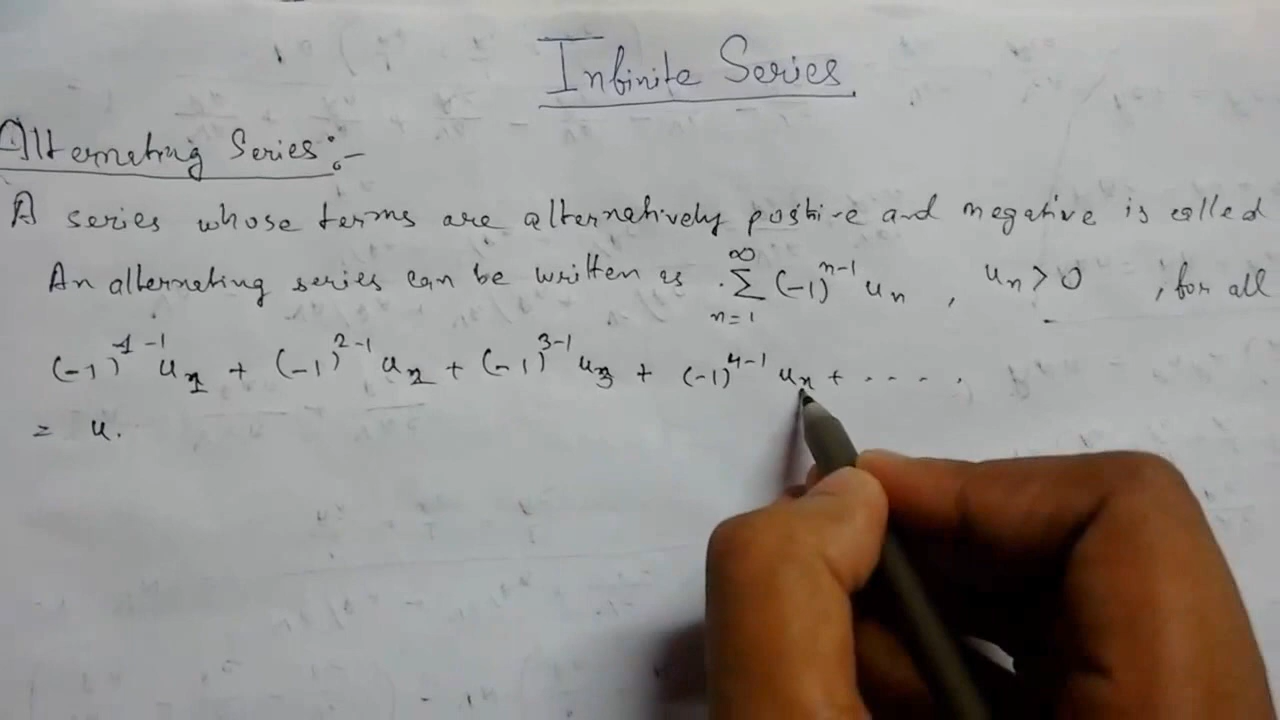 Infinite Series
Alternating Series:-
A series whose terms are alternatively positive and negative is called
An alternating series can be written as ∑_{n=1}^{∞} (-1)^{n-1} u_n , u_n > 0 , for all
(-1)^{1-1} u_1 + (-1)^{2-1} u_2 + (-1)^{3-1} u_3 + (-1)^{4-1} u_n + - - - - .
= u.